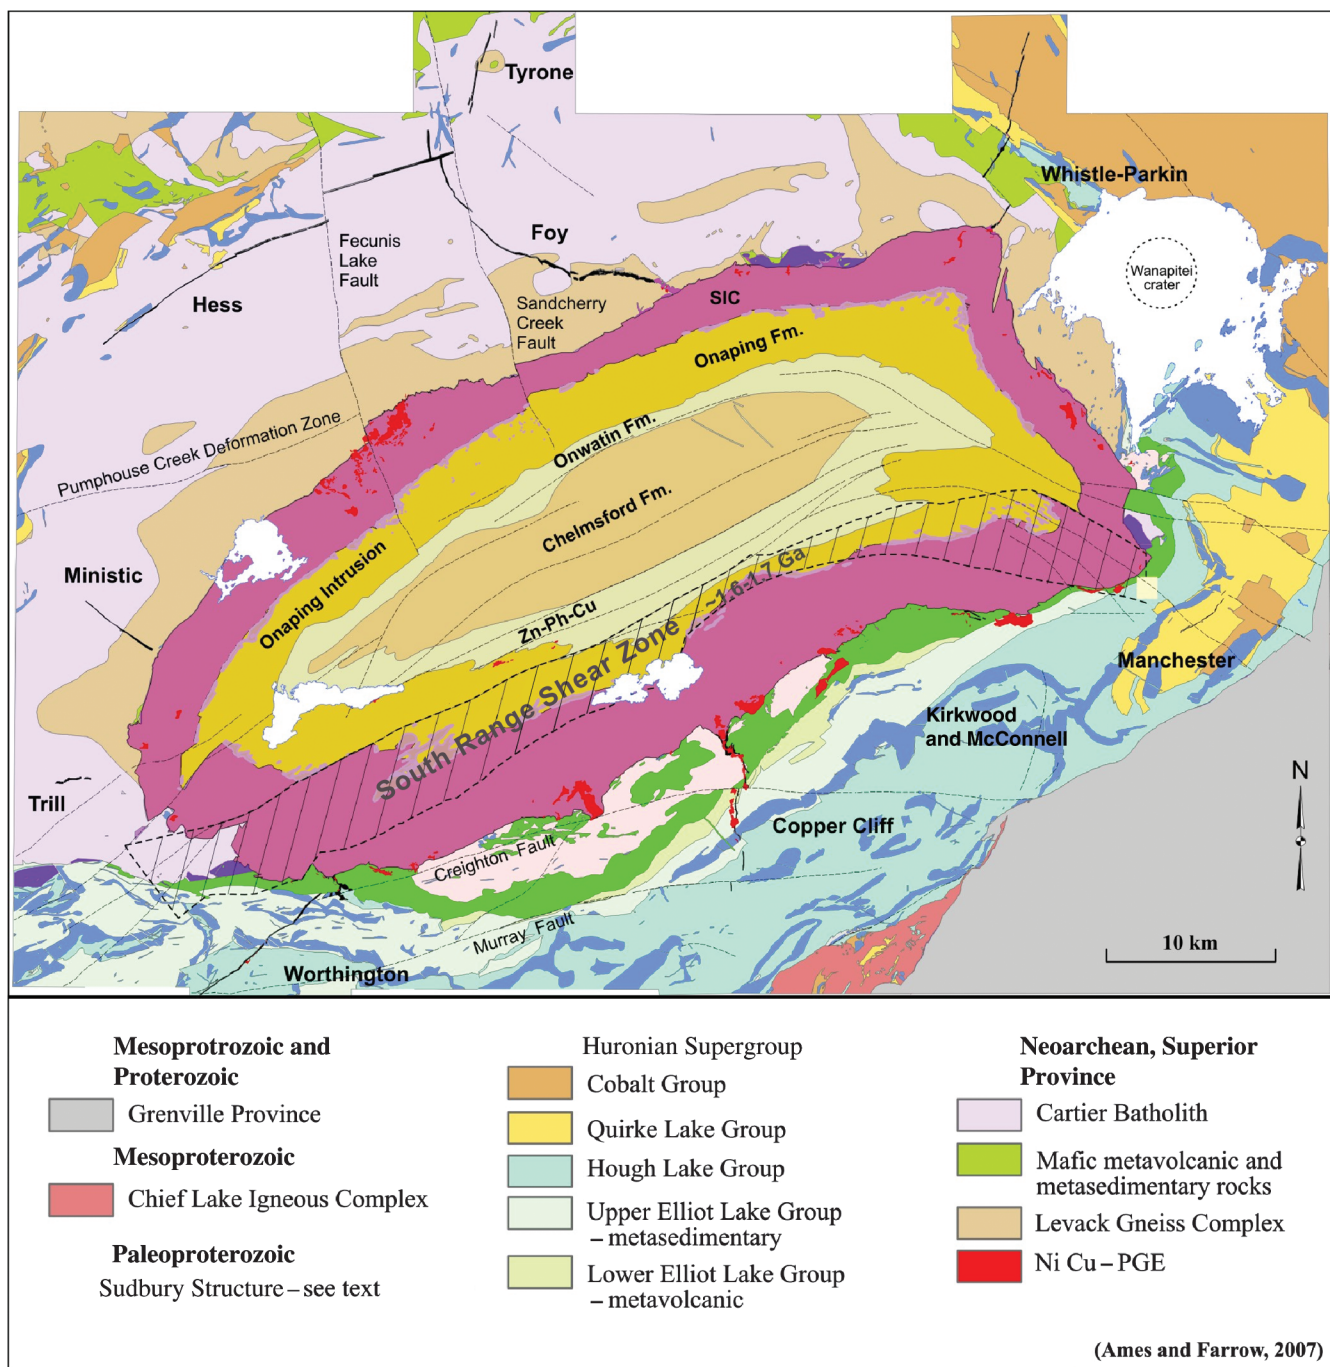 Tyrone
Whistle-Parkin
Foy
Fecunis
Lake
Fault
Wanapitei
crater
Hess
Sandcherry
Creek
Fault
SIC
Onaping Fm.
Pumphouse Creek Deformation Zone
Onwatin Fm.
Chelmsford Fm.
Ministic
Onaping Intrusion
~1.6-1.7 Ga
Zn-Ph-Cu
South Range Shear Zone
Manchester
Kirkwood
and McConnell
Trill
N
Copper Cliff
Creighton Fault
Murray Fault
Worthington
10 km
Mesoprotrozoic and
Proterozoic
Grenville Province
Mesoproterozoic
Chief Lake Igneous Complex
Paleoproterozoic
Sudbury Structure – see text
Huronian Supergroup
Cobalt Group
Quirke Lake Group
Hough Lake Group
Upper Elliot Lake Group
– metasedimentary
Lower Elliot Lake Group
– metavolcanic
Neoarchean, Superior
Province
Cartier Batholith
Mafic metavolcanic and
metasedimentary rocks
Levack Gneiss Complex
Ni Cu – PGE
(Ames and Farrow, 2007)